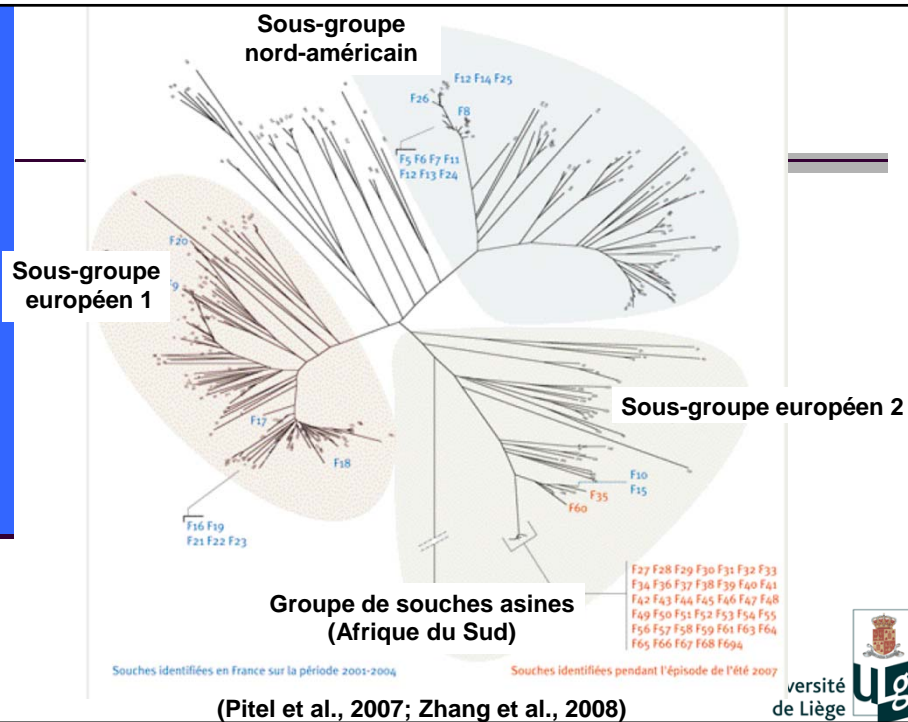 Sous-groupe
nord-américain
F12 F14 F25
F26
F8
F5 F6 F7 F11
F12 F13 F24
F20
Sous-groupe
européen 1
F9
Sous-groupe européen 2
F17
F18
F10
F15
F35
F60
F16 F19
F21 F22 F23
F27 F28 F29 F30 F31 F32 F33
F34 F36 F37 F38 F39 F40 F41
F42 F43 F44 F45 F46 F47 F48
F49 F50 F51 F52 F53 F54 F55
F56 F57 F58 F59 F61 F63 F64
F65 F66 F67 F68 F694
Groupe de souches asines
(Afrique du Sud)
Souches identifiées en France sur la période 2001-2004
Souches identifiées pendant l'épisode de l'été 2007
(Pitel et al., 2007; Zhang et al., 2008)
versité
de Liège
ULg